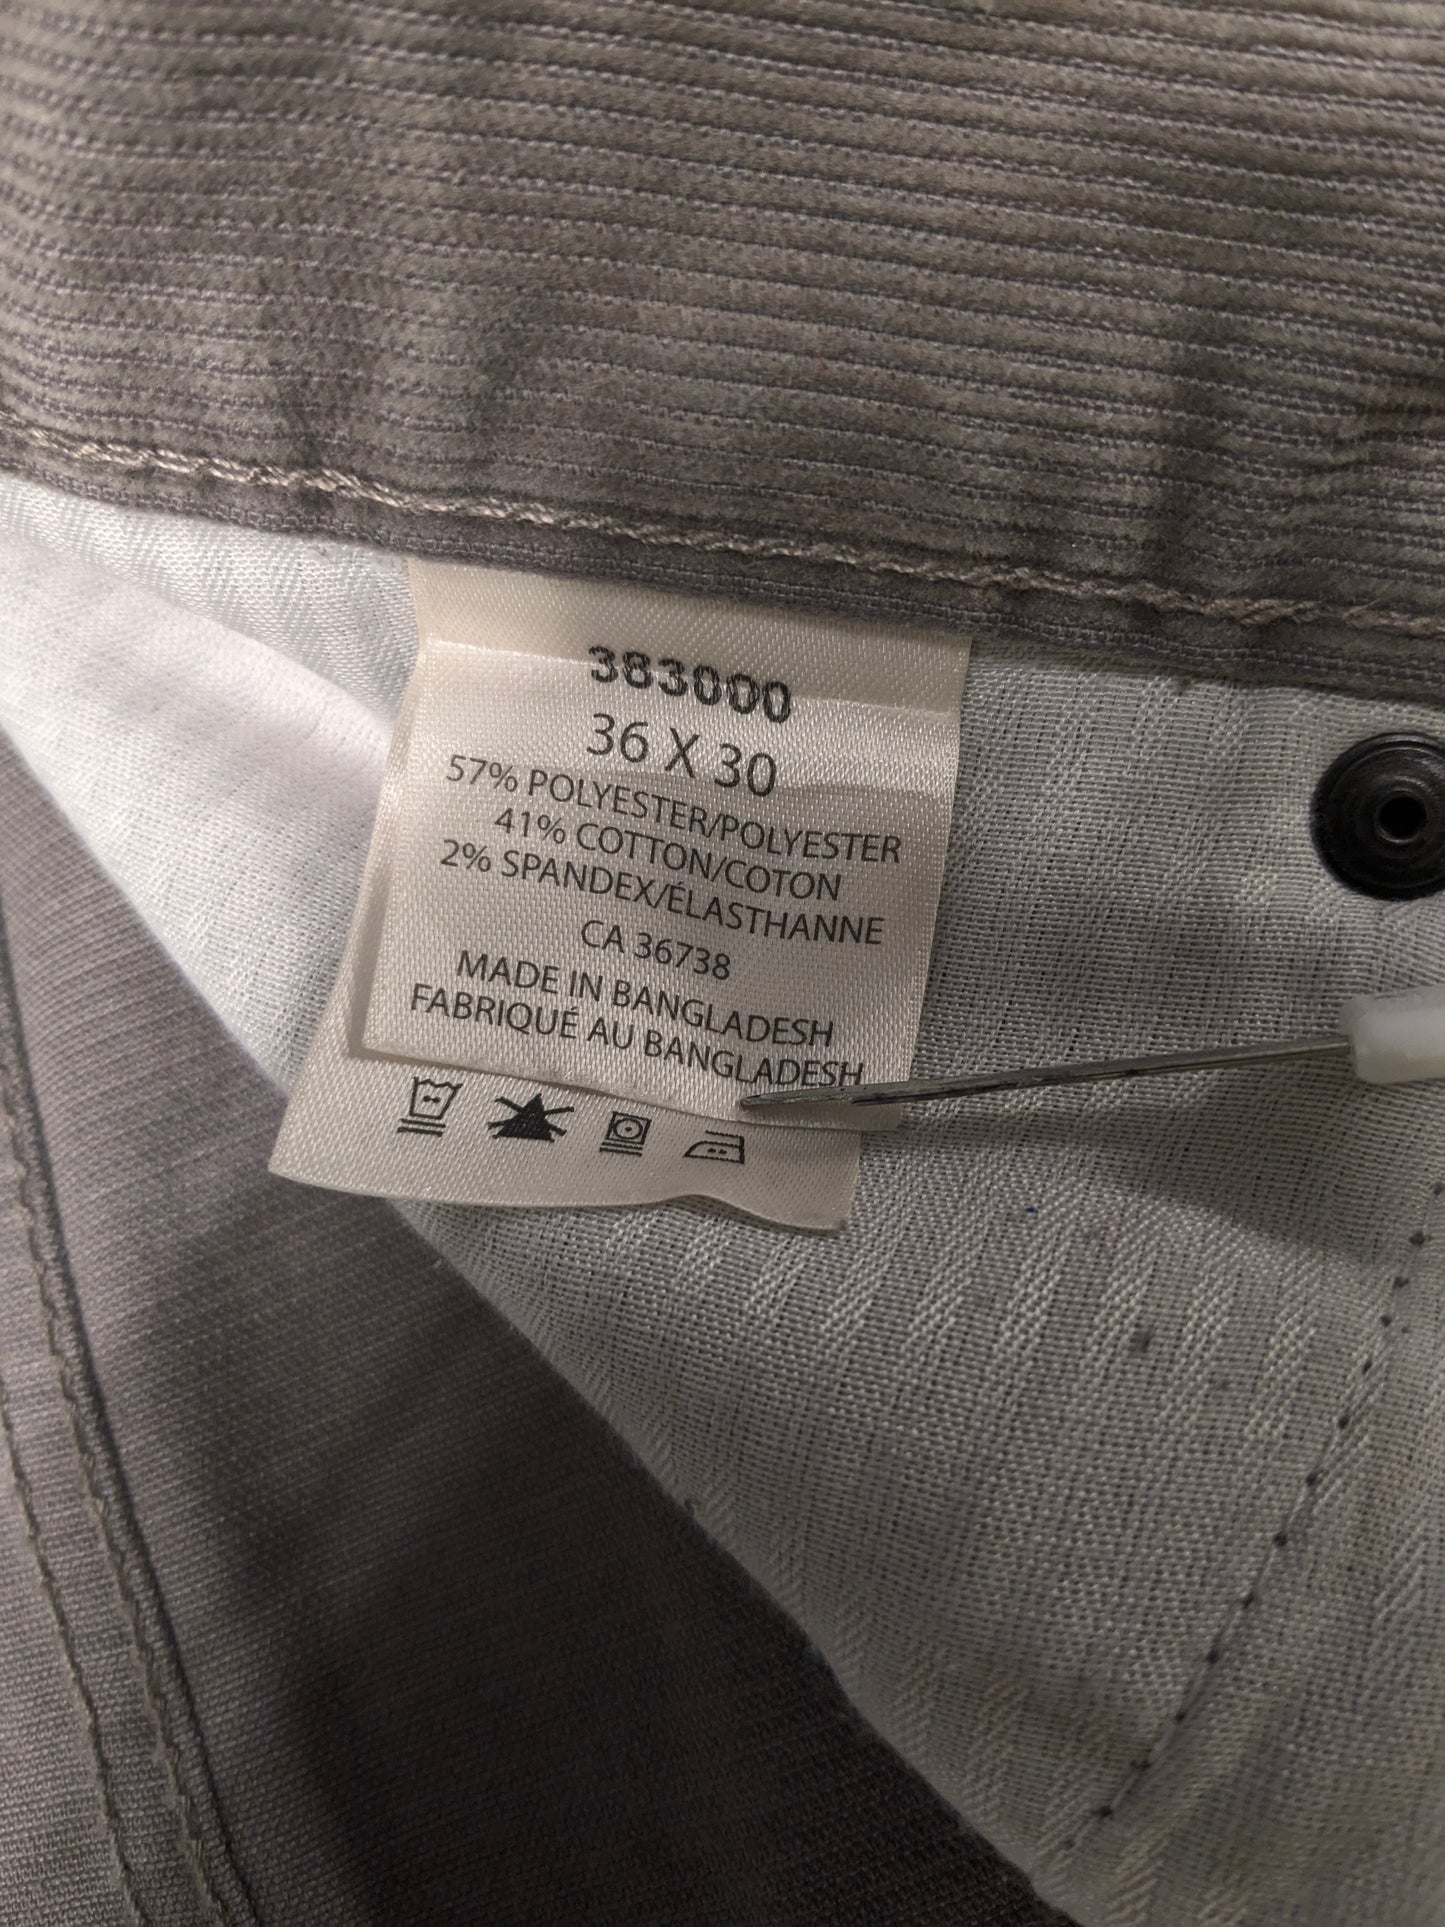 383000
36 X 30
57% POLYESTER/POLYESTER
41% COTTON/COTON
2% SPANDEX/ÉLASTHANNE
CA 36738
MADE IN BANGLADESH
FABRIQUÉ AU BANGLADESH